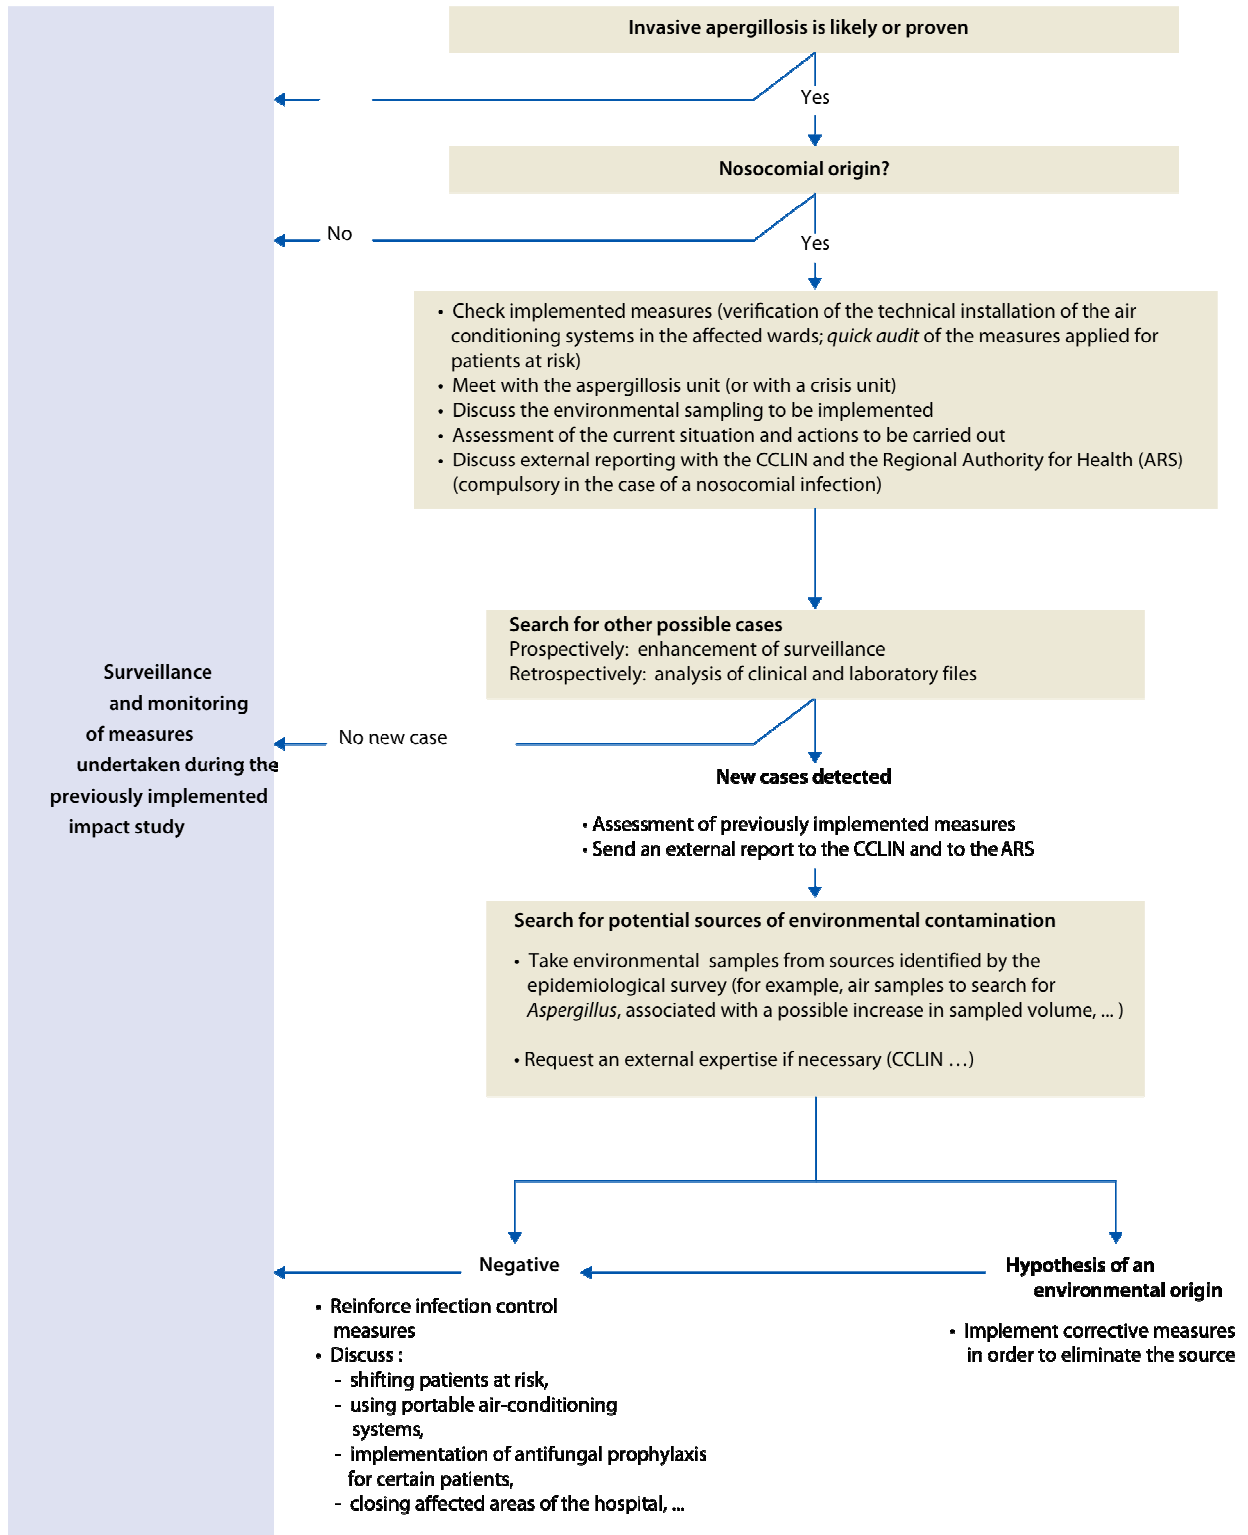 Invasive apergillosis is likely or proven
Yes
Nosocomial origin?
No
Yes
• Check implemented measures (verification of the technical installation of the air
conditioning systems in the affected wards; quick audit of the measures applied for
patients at risk)
• Meet with the aspergillosis unit (or with a crisis unit)
• Discuss the environmental sampling to be implemented
• Assessment of the current situation and actions to be carried out
• Discuss external reporting with the CCLIN and the Regional Authority for Health (ARS)
(compulsory in the case of a nosocomial infection)
Search for other possible cases
Prospectively: enhancement of surveillance
Retrospectively: analysis of clinical and laboratory files
Surveillance
and monitoring
of measures
undertaken during the
previously implemented
impact study
No new case
New cases detected
• Assessment of previously implemented measures
• Send an external report to the CCLIN and to the ARS
Search for potential sources of environmental contamination
• Take environmental samples from sources identified by the
epidemiological survey (for example, air samples to search for
Aspergillus, associated with a possible increase in sampled volume, ... )
• Request an external expertise if necessary (CCLIN …)
Negative
▪ Reinforce infection control
measures
• Discuss :
- shifting patients at risk,
- using portable air-conditioning
systems,
- implementation of antifungal prophylaxis
for certain patients,
- closing affected areas of the hospital, ...
Hypothesis of an
environmental origin
• Implement corrective measures
in order to eliminate the source